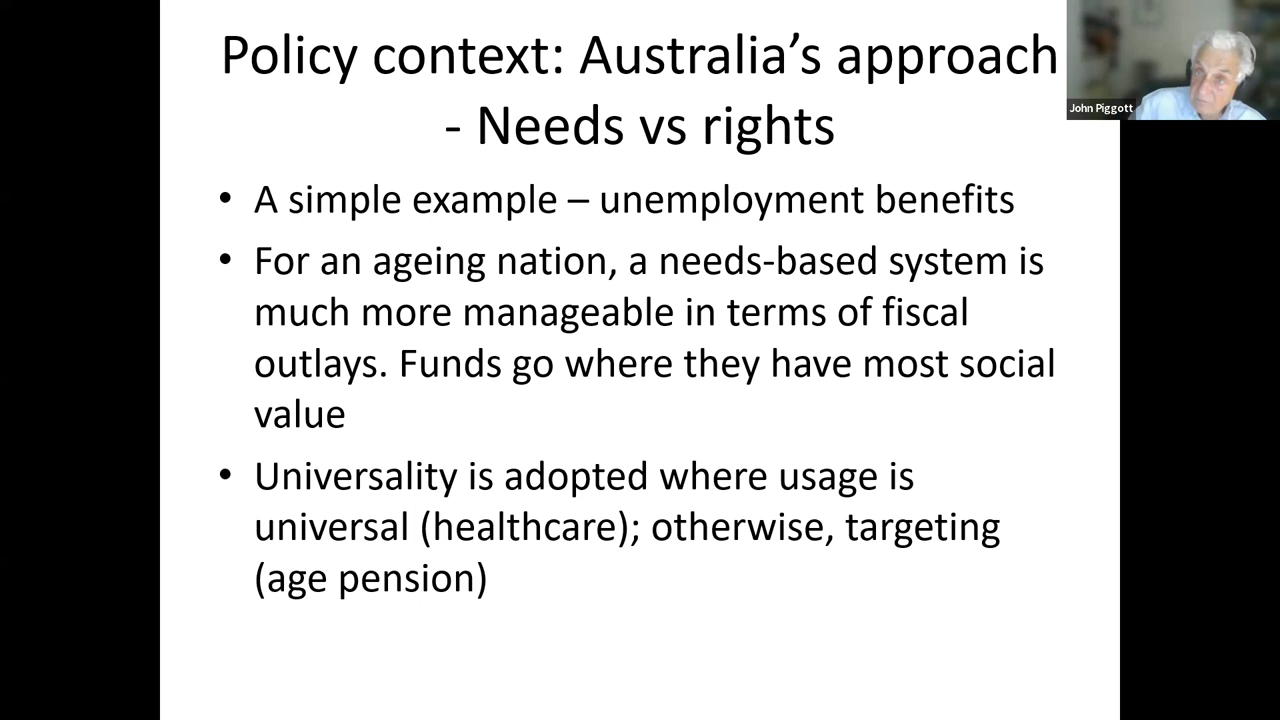 Policy context: Australia’s approach
- Needs vs rights
• A simple example – unemployment benefits
• For an ageing nation, a needs-based system is
much more manageable in terms of fiscal
outlays. Funds go where they have most social
value
• Universality is adopted where usage is
universal (healthcare); otherwise, targeting
(age pension)
John Piggott